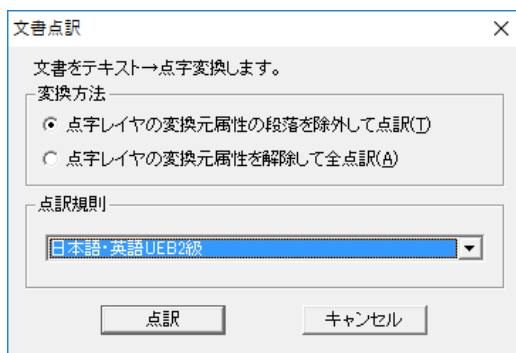 文書点訳
文書をテキスト→点字変換します。
変換方法
点字レイヤの変換元属性の段落を除外して点訳(T)
点字レイヤの変換元属性を解除して全点訳(A)
点訳規則
日本語・英語UEB2級
点訳
キャンセル